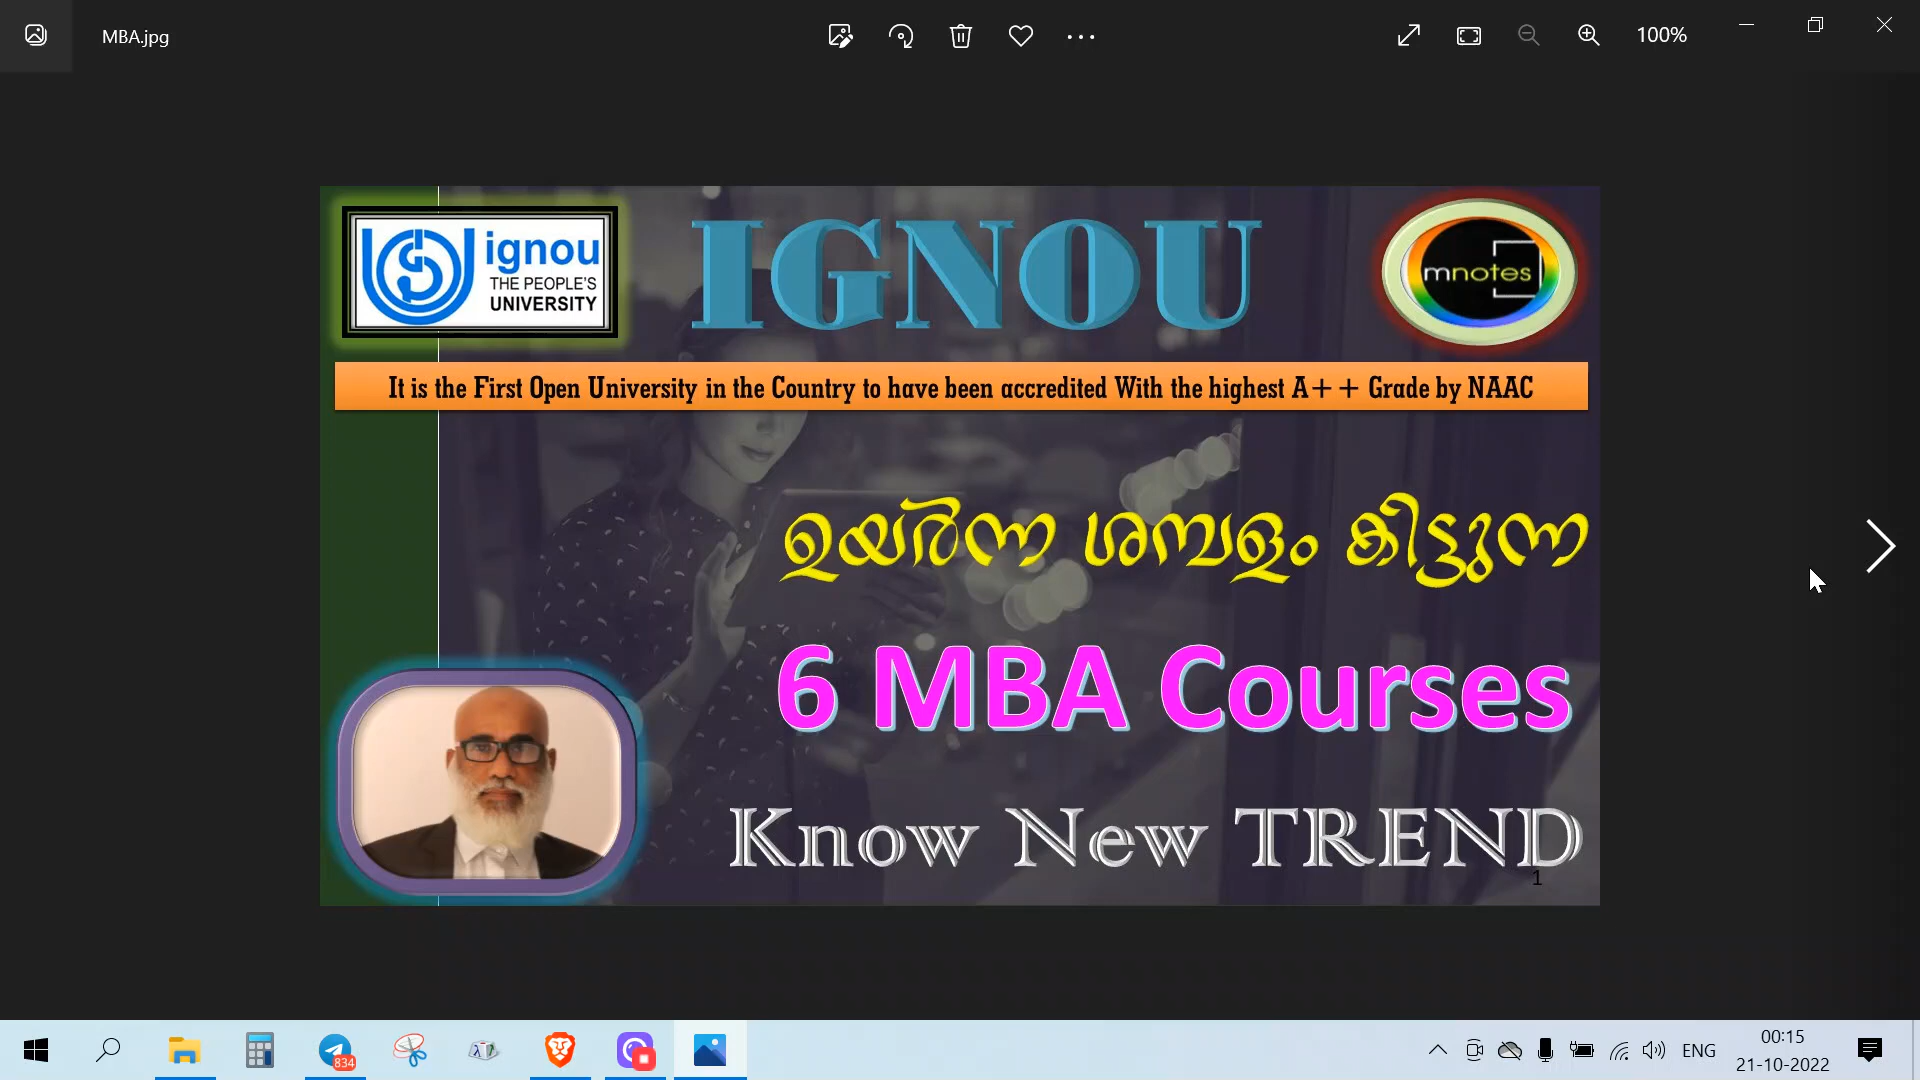 MBA.jpg
100%
ignou
THE PEOPLE'S
UNIVERSITY
IGNOU
mnotes
It is the First Open University in the Country to have been accredited With the highest A++ Grade by NAAC
ഉയർന്ന ശമ്പളം കിട്ടുന്ന
6 MBA Courses
Know New TREND
1
834
ENG
00:15
21-10-2022